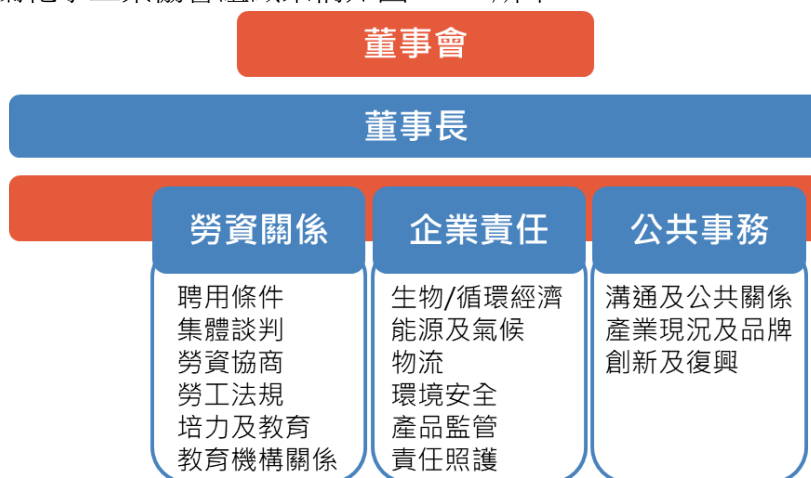 董事會
董事長
勞資關係
企業責任
公共事務
聘用條件
集體談判
勞資協商
勞工法規
培力及教育
教育機構關係
生物/循環經濟
能源及氣候
物流
環境安全
產品監管
責任照護
溝通及公共關係
產業現況及品牌
創新及復興